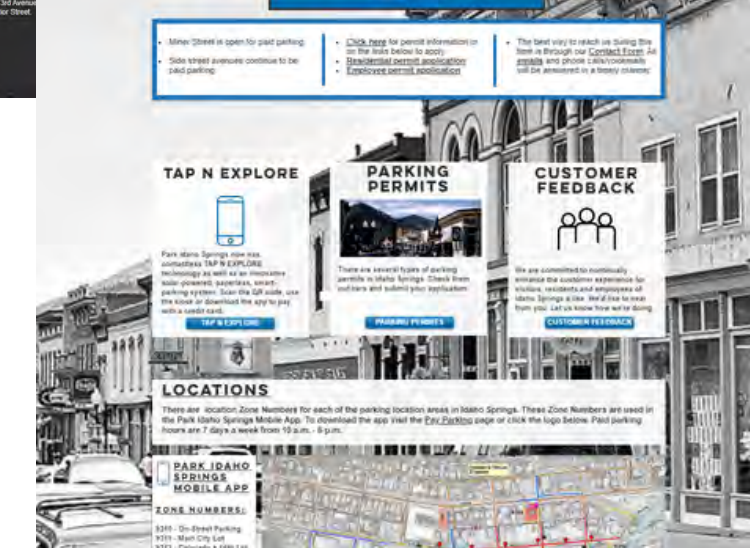 3rd Avenue
ior Street.
Miner Street is open for paid parking
Side street avenues continue to be
paid parking
Click here for permit information or
on the links below to apply
Residential permit application
Employee permit application
The best way to reach us during this
time is through our Contact Form. All
emails and phone calls/voicemails
will be answered in a timely manner.
TAP N EXPLORE
Park Idaho Springs now has
contactless TAP N EXPLORE
technology as well as an innovative
solar-powered, paperless, smart-
parking system. Scan the QR code, use
the kiosk or download the app to pay
with a credit card.
TAP N EXPLORE
PARKING
PERMITS
There are several types of parking
permits in Idaho Springs. Check them
out here and submit your application.
PARKING PERMITS
CUSTOMER
FEEDBACK
We are committed to continually
enhance the customer experience for
visitors, residents and employees of
Idaho Springs alike. We'd like to hear
from you. Let us know how we're doing.
CUSTOMER FEEDBACK
LOCATIONS
There are location Zone Numbers for each of the parking location areas in Idaho Springs. These Zone Numbers are used in
the Park Idaho Springs Mobile App. To download the app visit the Pay Parking page or click the logo below. Paid parking
hours are 7 days a week from 10 a.m. - 6 p.m.
PARK IDAHO
SPRINGS
MOBILE APP
ZONE NUMBERS:
On-Street Parking
Main City Lot